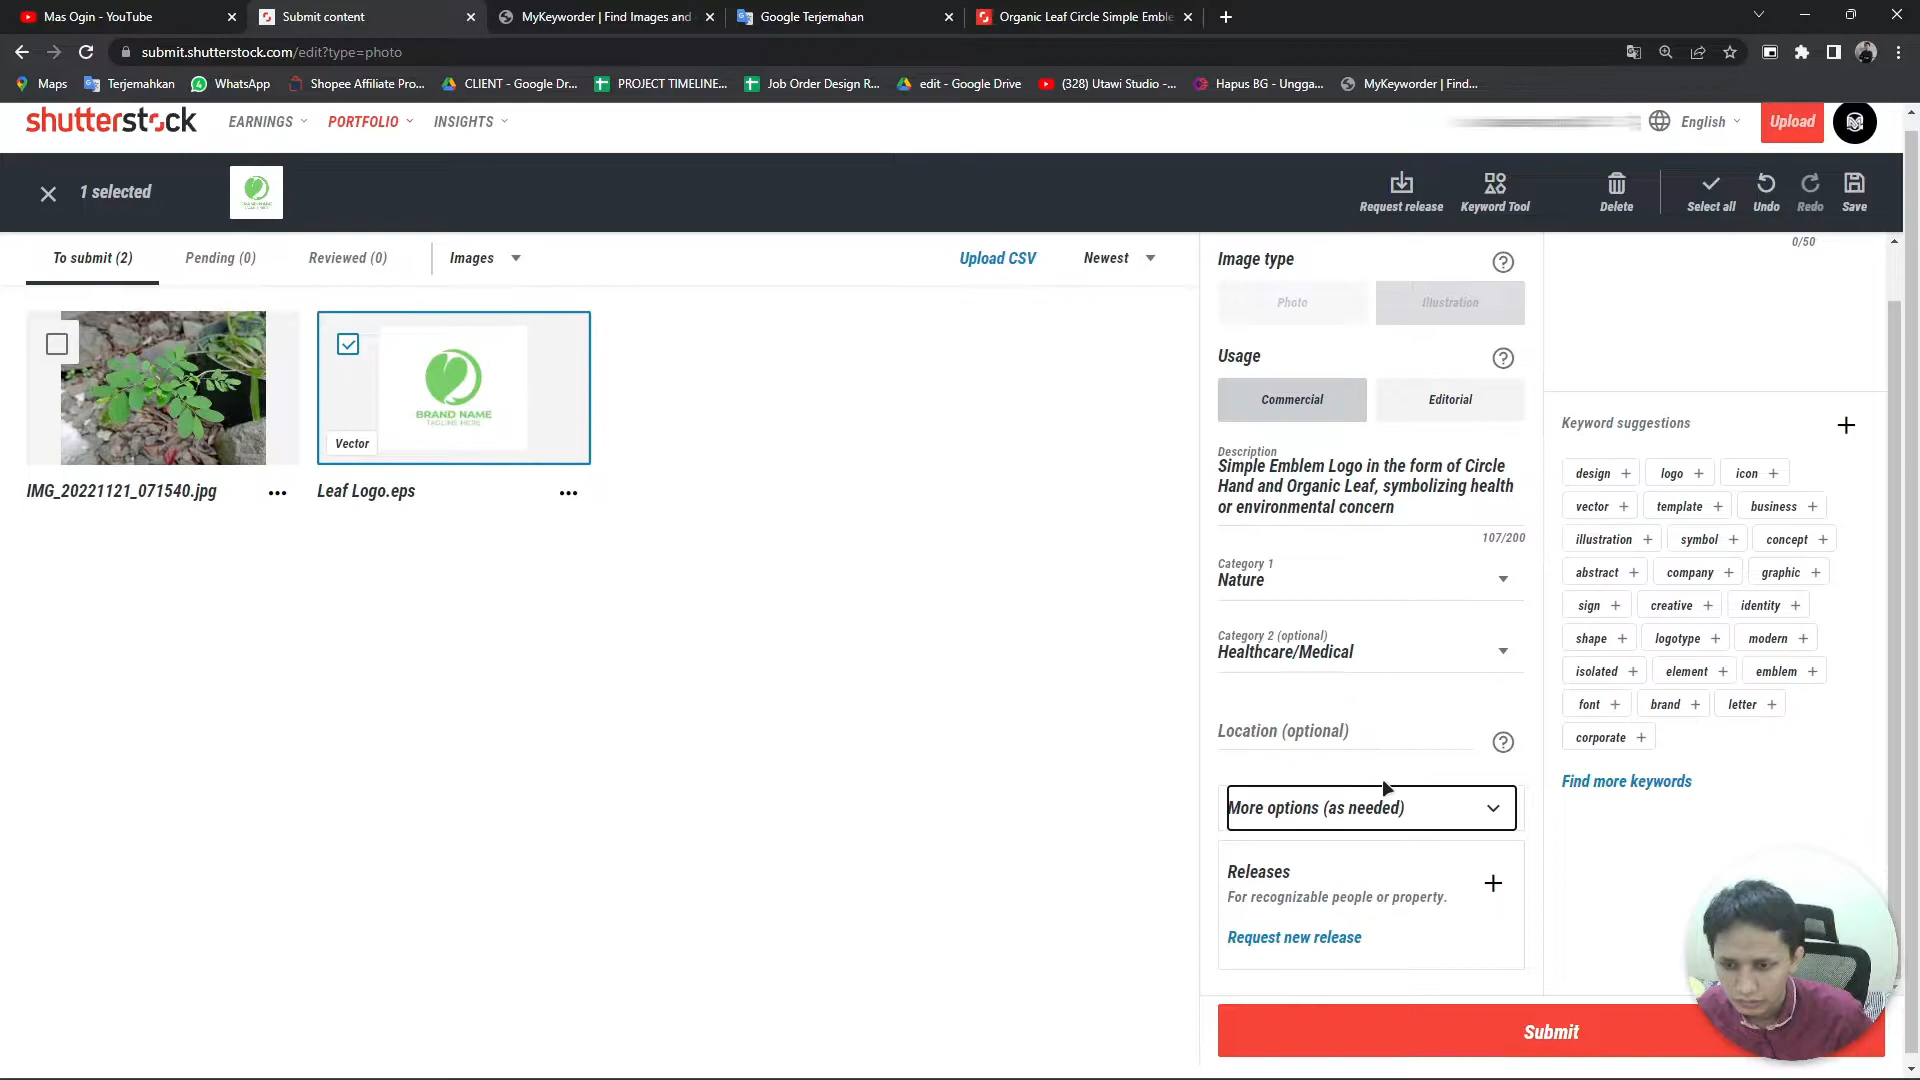 Mas Ogin - YouTube
Submit content
MyKeyworder | Find Images and
Google Terjemahan
Organic Leaf Circle Simple Emble
submit.shutterstock.com/edit?type=photo
Maps
Terjemahkan
WhatsApp
Shopee Affiliate Pro...
CLIENT - Google Dr...
PROJECT TIMELINE...
Job Order Design R...
edit - Google Drive
(328) Utawi Studio -...
Hapus BG - Ungga...
MyKeyworder | Find...
shutterstock
EARNINGS
PORTFOLIO
INSIGHTS
English
Upload
1 selected
Request release
Keyword Tool
Delete
Select all
Undo
Redo
Save
To submit (2)
Pending (0)
Reviewed (0)
Images
Upload CSV
Newest
BRAND NAME
TAGLINE HERE
Vector
IMG_20221121_071540.jpg
Leaf Logo.eps
Image type
Photo
Illustration
Usage
Commercial
Editorial
Description
Simple Emblem Logo in the form of Circle
Hand and Organic Leaf, symbolizing health
or environmental concern
107/200
Category 1
Nature
Category 2 (optional)
Healthcare/Medical
Location (optional)
More options (as needed)
Releases
For recognizable people or property.
Request new release
0/50
Keyword suggestions
design
logo
icon
vector
template
business
illustration
symbol
concept
abstract
company
graphic
sign
creative
identity
shape
logotype
modern
isolated
element
emblem
font
brand
letter
corporate
Find more keywords
Submit